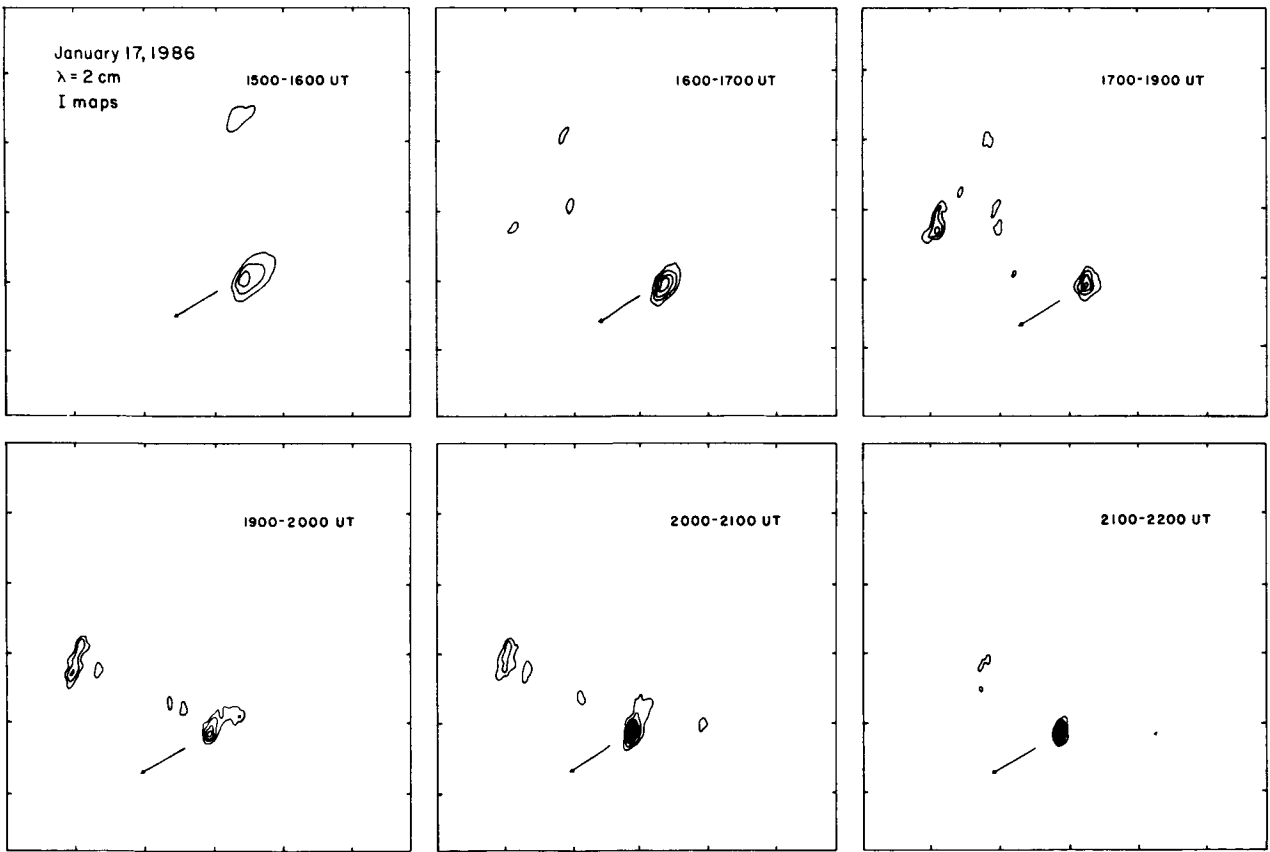 January 17, 1986
λ = 2 cm
I maps
1500-1600 UT
1600-1700 UT
1700-1900 UT
1900-2000 UT
2000-2100 UT
2100-2200 UT